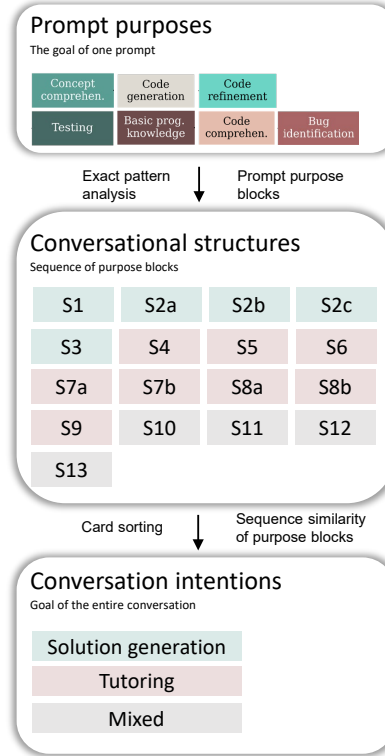 Prompt purposes
The goal of one prompt
Concept comprehen.
Code generation
Code refinement
Testing
Basic prog. knowledge
Code comprehen.
Bug identification
Exact pattern analysis
Prompt purpose blocks
Conversational structures
Sequence of purpose blocks
S1 S2a S2b S2c
S3 S4 S5 S6
S7a S7b S8a S8b
S9 S10 S11 S12
S13
Card sorting
Sequence similarity of purpose blocks
Conversation intentions
Goal of the entire conversation
Solution generation
Tutoring
Mixed